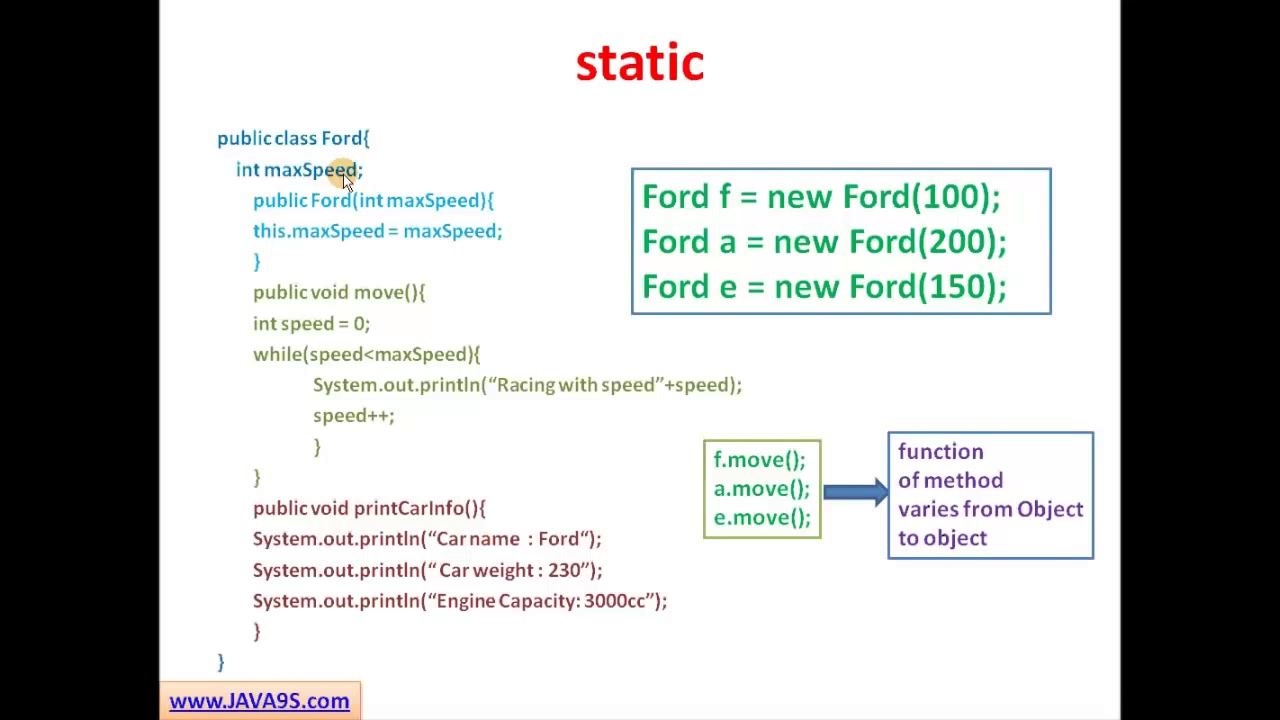 static
public class Ford{
int maxSpeed;
public Ford(int maxSpeed){
this.maxSpeed = maxSpeed;
}
public void move(){
int speed = 0;
while(speed<maxSpeed){
System.out.println(“Racing with speed”+speed);
speed++;
}
}
public void printCarInfo(){
System.out.println(“Car name : Ford“);
System.out.println(“ Car weight : 230”);
System.out.println(“Engine Capacity: 3000cc”);
}
}
Ford f = new Ford(100);
Ford a = new Ford(200);
Ford e = new Ford(150);
f.move();
a.move();
e.move();
function
of method
varies from Object
to object
www.JAVA9S.com